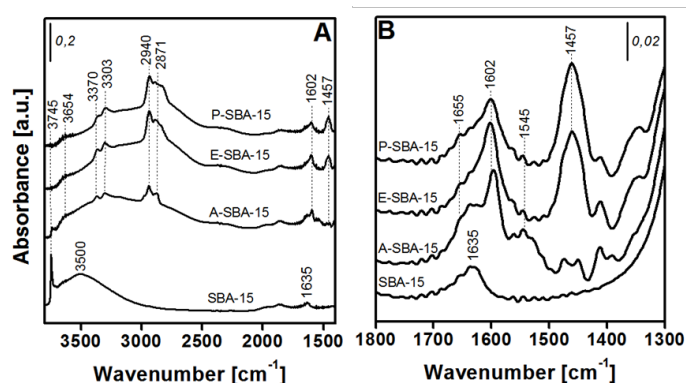 0,2
A
3745
3654
3370
3303
2940
2871
1602
1457
P-SBA-15
E-SBA-15
A-SBA-15
3500
SBA-15
1635
Absorbance [a.u.]
3500 3000 2500 2000 1500
Wavenumber [cm-1]
B
0,02
1655
1602
1545
1457
P-SBA-15
E-SBA-15
A-SBA-15
1635
SBA-15
1800 1700 1600 1500 1400 1300
Wavenumber [cm-1]